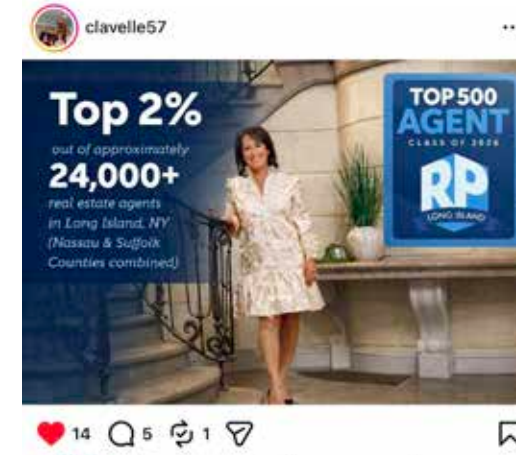 clavelle57
Top 2%
out of approximately
24,000+
real estate agents
in Long Island, NY
(Nassau & Suffolk
Counties combined)
TOP 500
AGENT
CLASS OF 2026
RP
LONG ISLAND
14 5 1